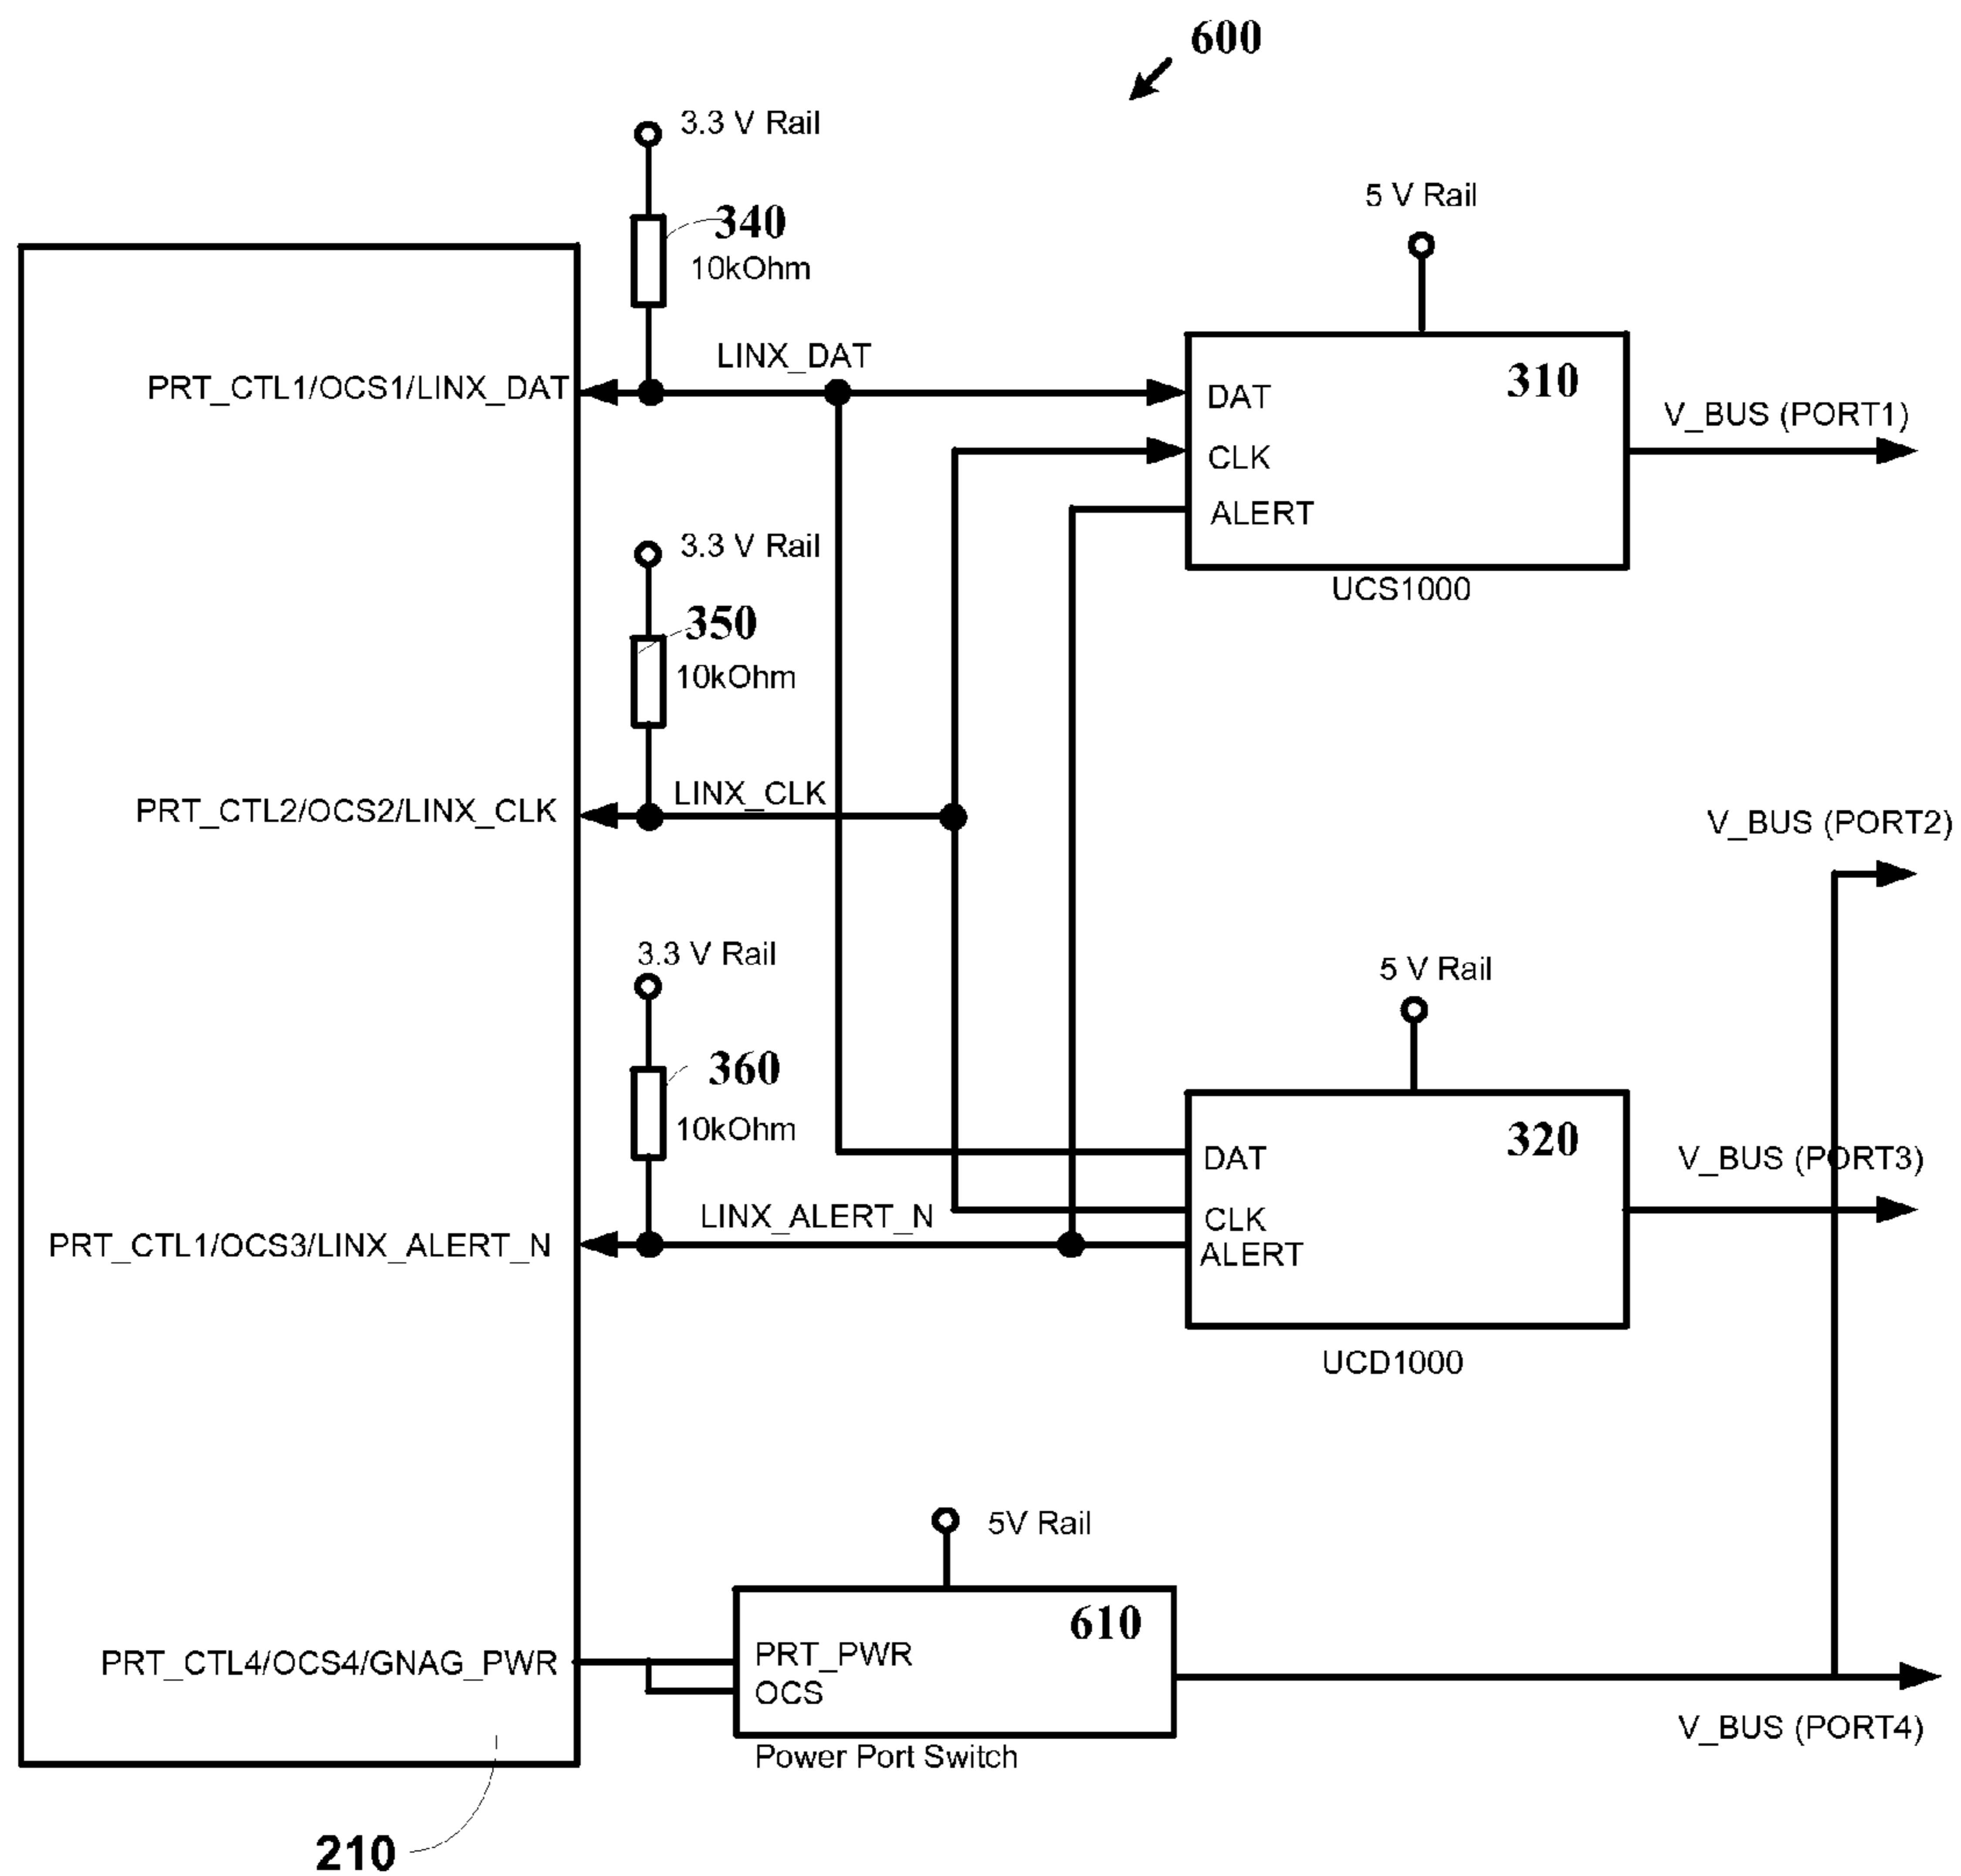 600
3.3 V Rail
340
10kOhm
5 V Rail
LINX_DAT
PRT_CTL1/OCS1/LINX_DAT
DAT
310
CLK
ALERT
V_BUS (PORT1)
UCS1000
3.3 V Rail
350
10kOhm
LINX_CLK
PRT_CTL2/OCS2/LINX_CLK
V_BUS (PORT2)
3.3 V Rail
5 V Rail
360
10kOhm
320
DAT
V_BUS (PORT3)
LINX_ALERT_N
CLK
PRT_CTL1/OCS3/LINX_ALERT_N
ALERT
UCD1000
5V Rail
610
PRT_CTL4/OCS4/GNAG_PWR
PRT_PWR
OCS
V_BUS (PORT4)
Power Port Switch
210